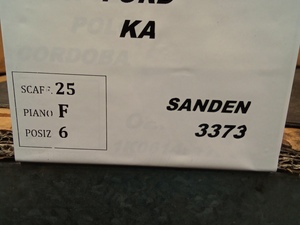 FORD
KA
SCAF. 25
PIANO F
POSIZ 6
SANDEN
3373